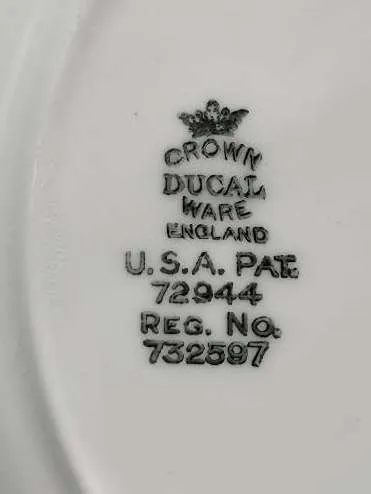 CROWN
DUCAL
WARE
ENGLAND
U.S.A. PAT.
72944
REG. NO.
732597